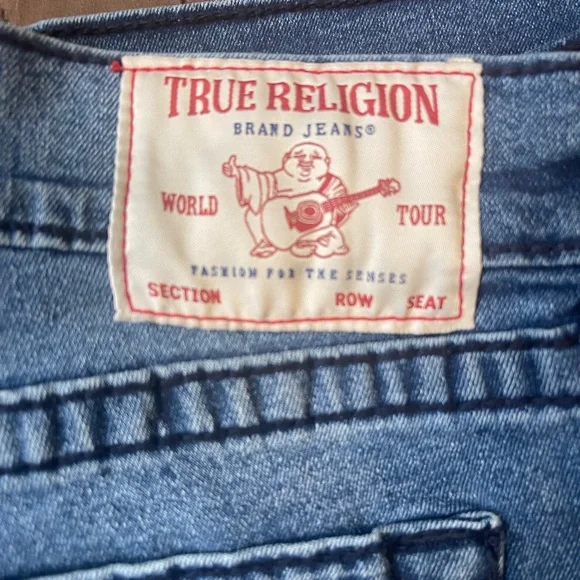 TRUE RELIGION
BRAND JEANS®
WORLD TOUR
FASHION FOR THE SENSES
SECTION ROW SEAT